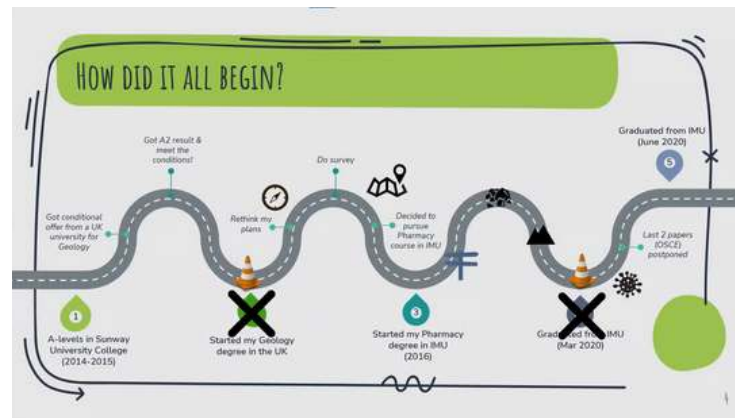 HOW DID IT ALL BEGIN?
Got A2 result &
meet the
conditions!
Do survey
Graduated from IMU
(June 2020)
5
Got conditional
offer from a UK
university for
Geology
Rethink my
plans
Decided to
pursue
Pharmacy
course in IMU
Last 2 papers
(OSCE)
postponed
1
A-levels in Sunway
University College
(2014-2015)
Started my Geology
degree in the UK
3
Started my Pharmacy
degree in IMU
(2016)
Graduated from IMU
(Mar 2020)